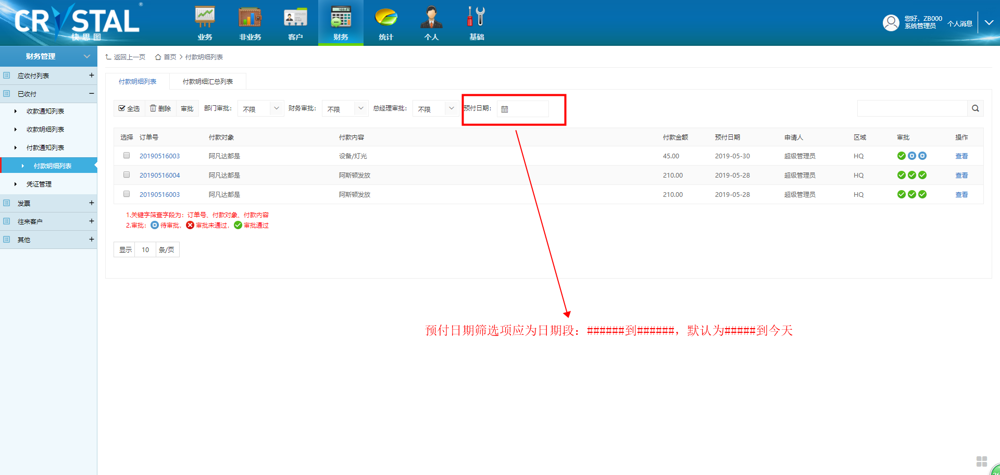 CRYSTAL ®
快思图
业务 非业务 客户 财务 统计 个人 基础
您好，ZB000
系统管理员
个人消息
财务管理
应收付列表 +
已收付 −
收款通知列表
收款明细列表
付款通知列表
付款明细列表
凭证管理
发票 +
往来客户 +
其他 +
返回上一页 首页 > 付款明细列表
付款明细列表 付款明细汇总列表
全选 删除 审批 部门审批： 不限 财务审批： 不限 总经理审批： 不限 预付日期：
选择 订单号 付款对象 付款内容 付款金额 预付日期 申请人 区域 审批 操作
20190516003 阿凡达都是 设备/灯光 45.00 2019-05-30 超级管理员 HQ 查看
20190516004 阿凡达都是 阿斯顿发放 210.00 2019-05-28 超级管理员 HQ 查看
20190516003 阿凡达都是 阿斯顿发放 210.00 2019-05-28 超级管理员 HQ 查看
1.关键字筛查字段为：订单号、付款对象、付款内容
2.审批： 待审批， 审批未通过， 审批通过
显示 10 条/页
预付日期筛选项应为日期段：######到######，默认为#####到今天